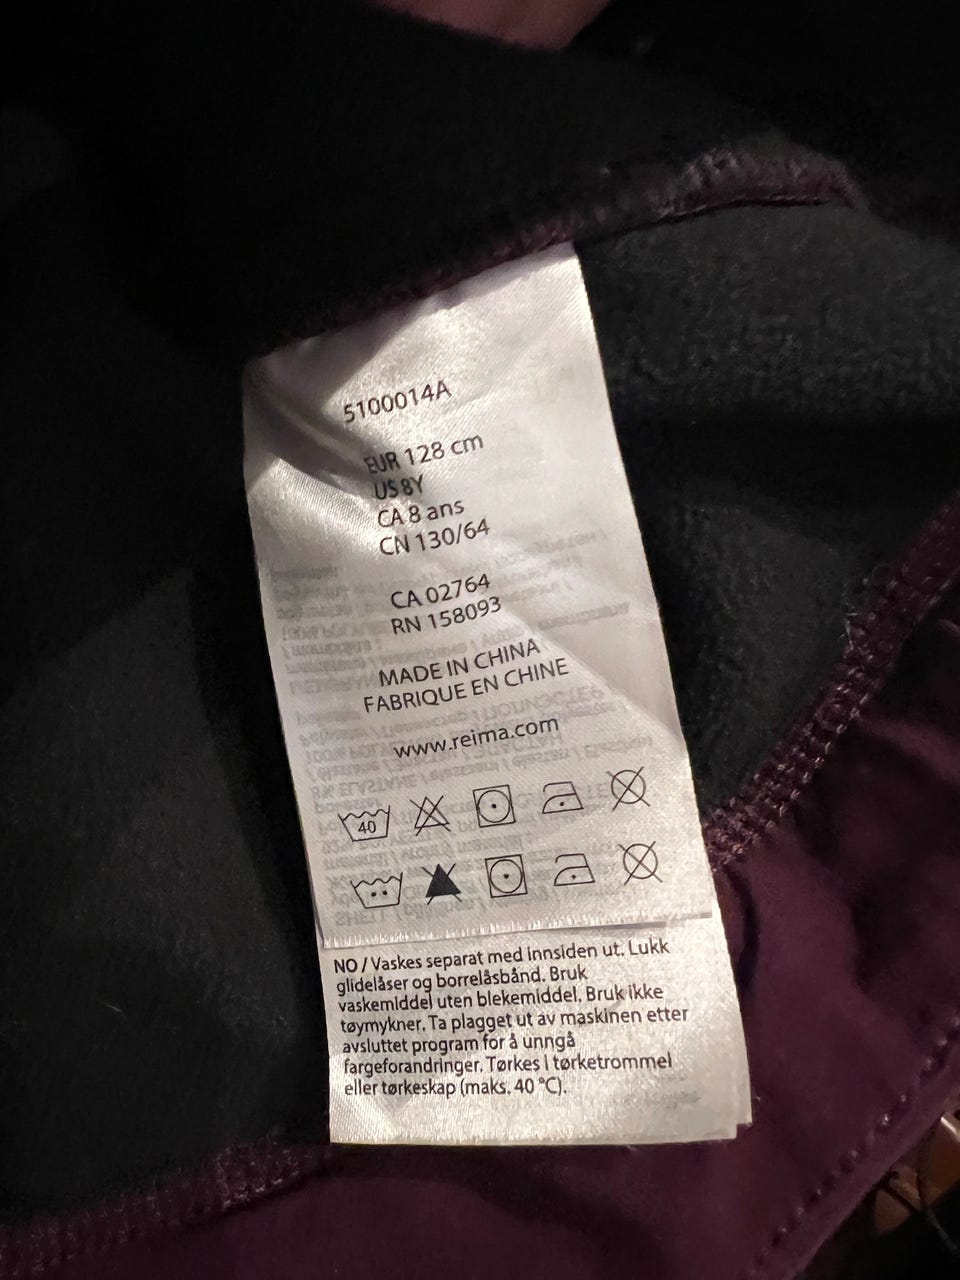 5100014A
EUR 128 cm
US 8Y
CA 8 ans
CN 130/64
CA 02764
RN 158093
MADE IN CHINA
FABRIQUE EN CHINE
www.reima.com
40
NO / Vaskes separat med innsiden ut. Lukk
glidelåser og borrelåsbånd. Bruk
vaskemiddel uten blekemiddel. Bruk ikke
tøymykner. Ta plagget ut av maskinen etter
avsluttet program for å unngå
fargeforandringer. Tørkes i tørketrommel
eller tørkeskap (maks. 40 °C).